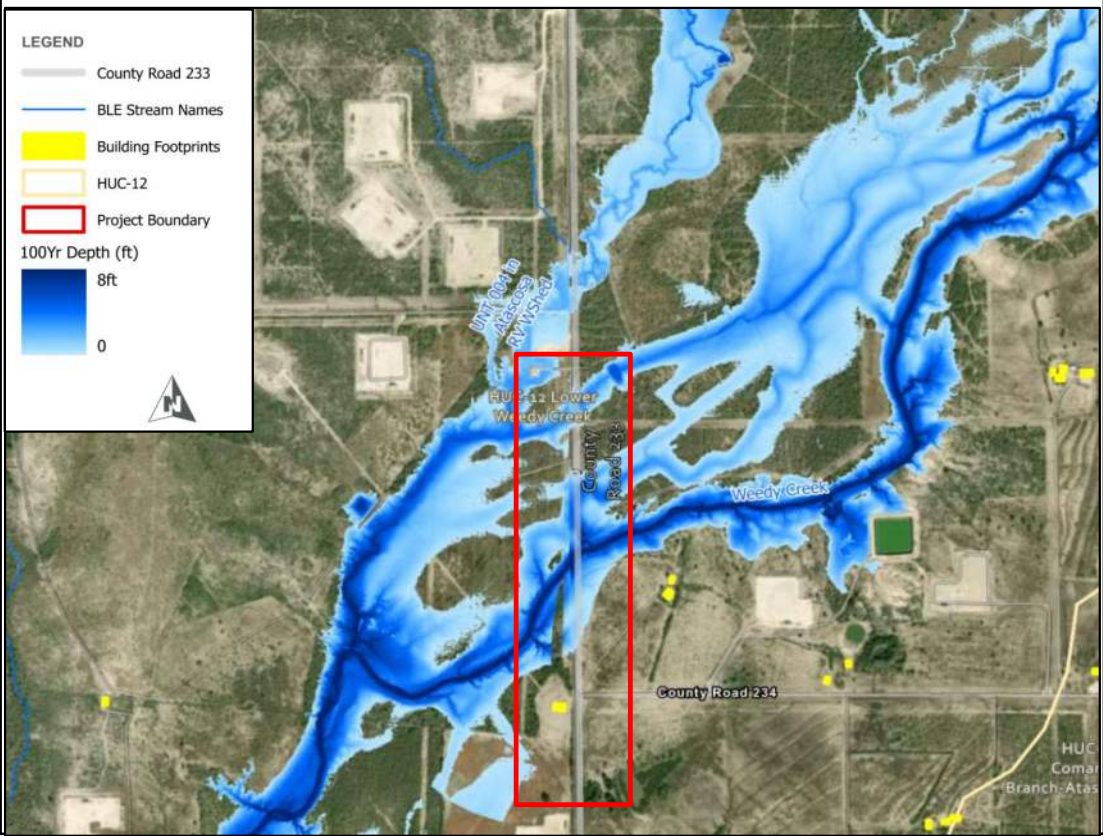 LEGEND
County Road 233
BLE Stream Names
Building Footprints
HUC-12
Project Boundary
100Yr Depth (ft)
8ft
0
N
UNT 004 in
Atascosa
RV WShed
HUC-12 Lower
Weedy Creek
County
Road 233
Weedy Creek
County Road 234
HUC-
Comar
Branch-Atas